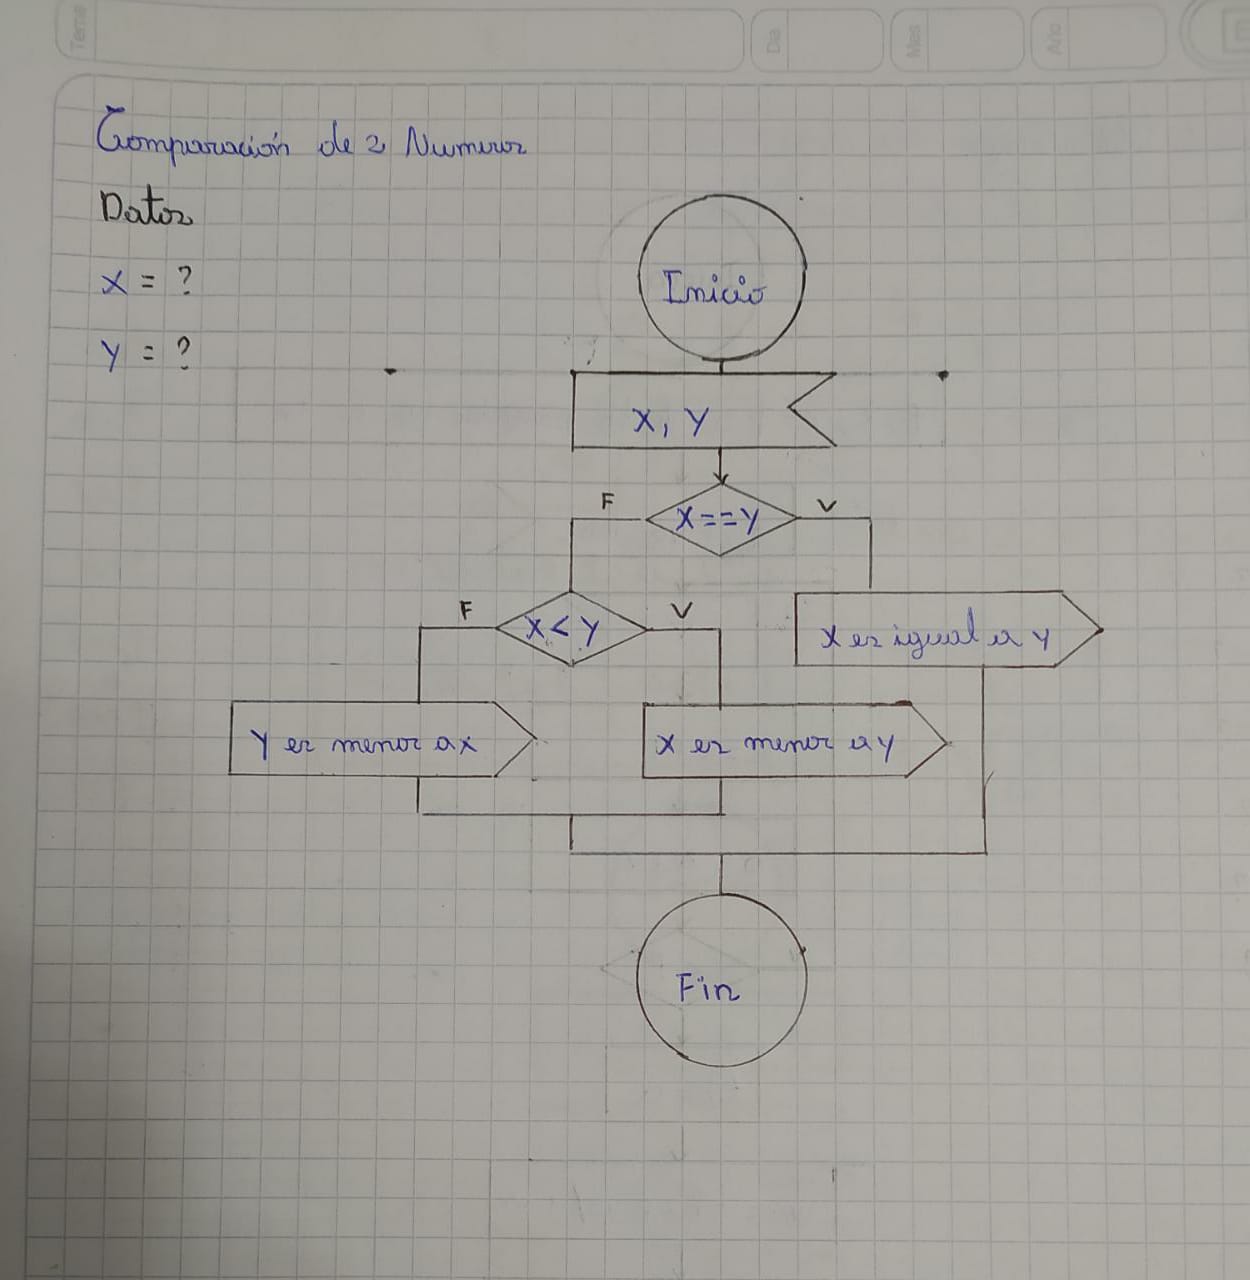 Tema
Dia
Mes
Año
Comparación de 2 Numeros
Datos
X = ?
Y = ?
Inicio
X, Y
F
X==Y
V
F
X < Y
V
X es igual a Y
Y es menor a x
X es menor a y
Fin